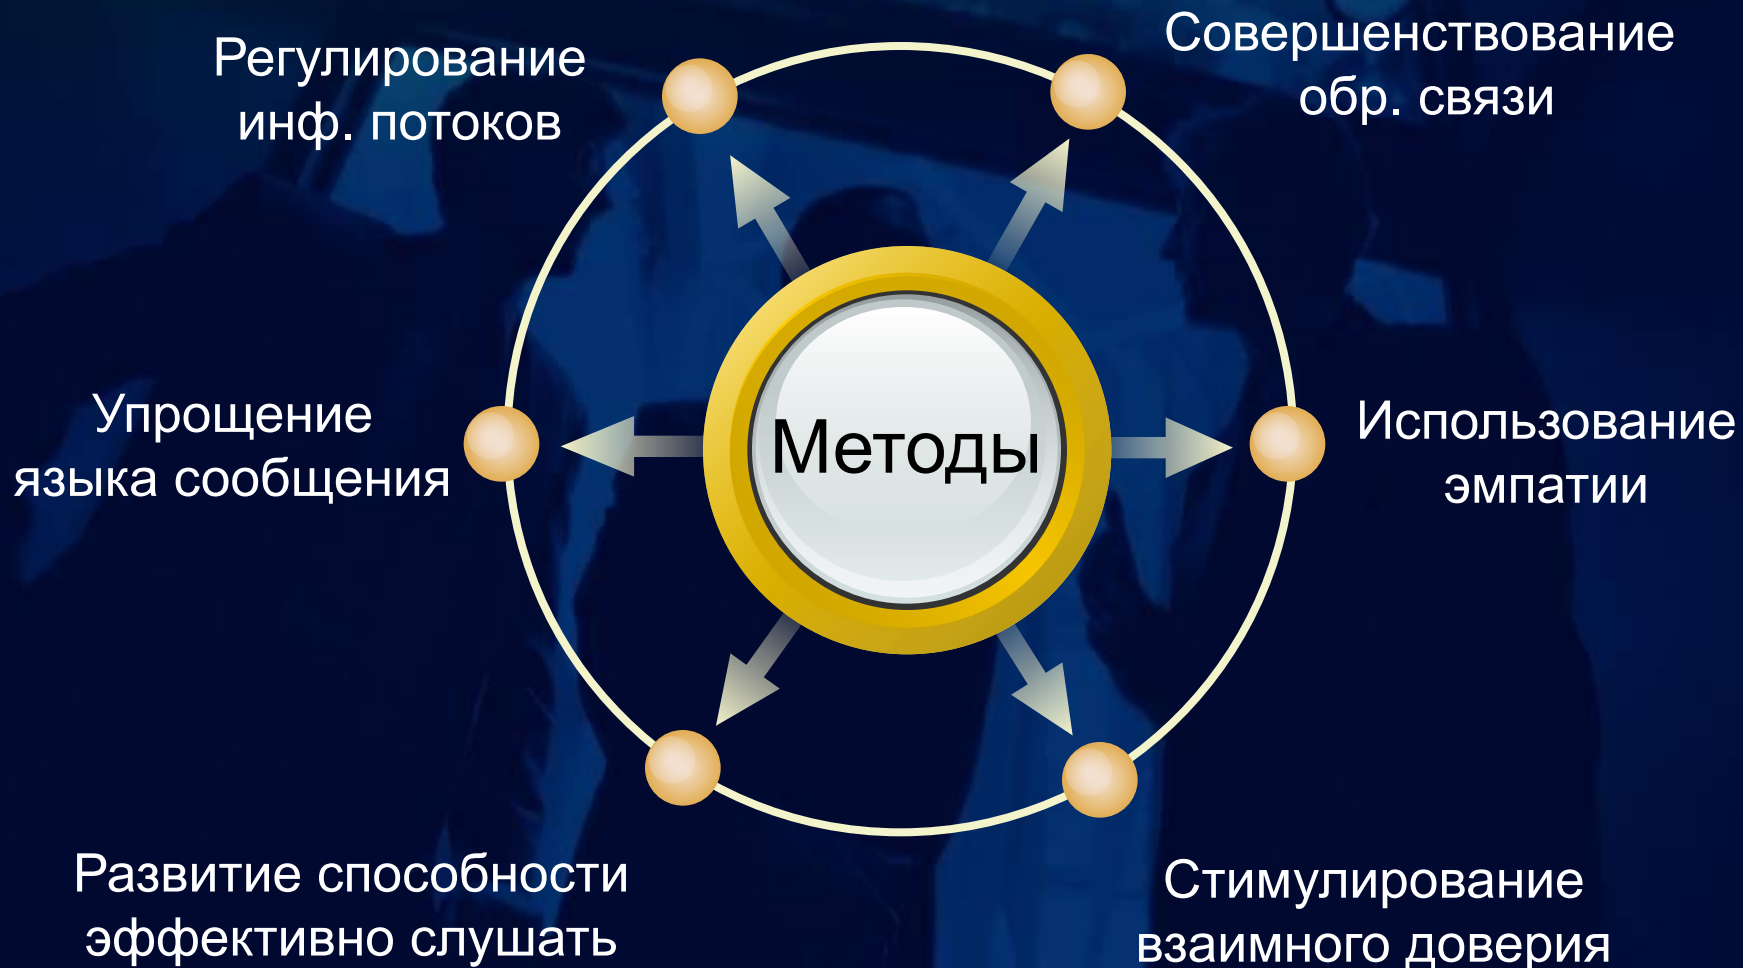 Регулирование
инф. потоков
Совершенствование
обр. связи
Упрощение
языка сообщения
Методы
Использование
эмпатии
Развитие способности
эффективно слушать
Стимулирование
взаимного доверия